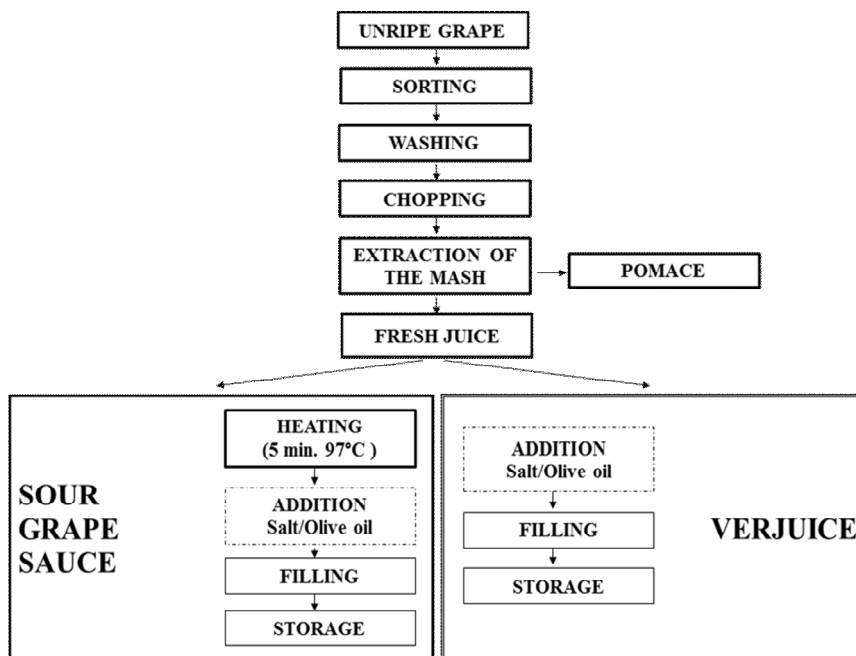 UNRIPE GRAPE
SORTING
WASHING
CHOPPING
EXTRACTION OF
THE MASH
POMACE
FRESH JUICE
SOUR
GRAPE
SAUCE
HEATING
(5 min. 97°C )
ADDITION
Salt/Olive oil
FILLING
STORAGE
ADDITION
Salt/Olive oil
FILLING
STORAGE
VERJUICE